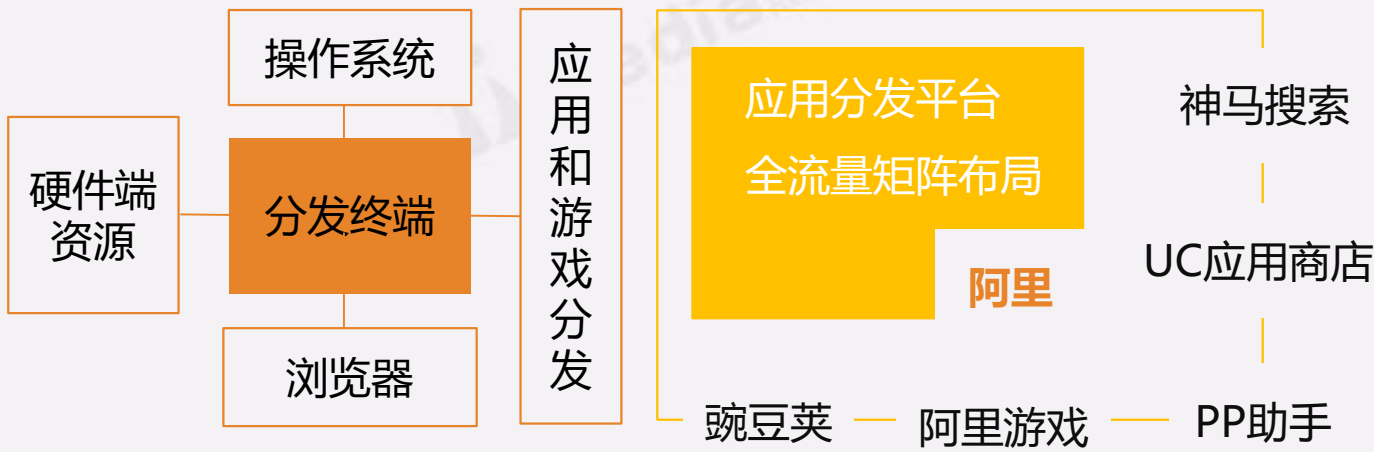 操作系统
硬件端
资源
分发终端
浏览器
应用和游戏分发
应用分发平台
全流量矩阵布局
阿里
神马搜索
UC应用商店
豌豆荚
阿里游戏
PP助手